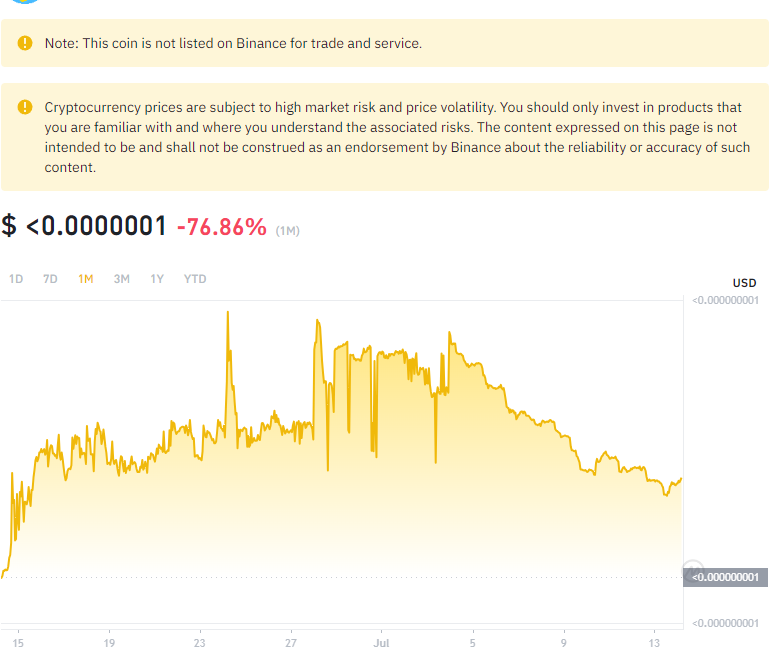 Note: This coin is not listed on Binance for trade and service.
Cryptocurrency prices are subject to high market risk and price volatility. You should only invest in products that
you are familiar with and where you understand the associated risks. The content expressed on this page is not
intended to be and shall not be construed as an endorsement by Binance about the reliability or accuracy of such
content.
$ <0.0000001 -76.86% (1M)
1D 7D 1M 3M 1Y YTD
USD
<0.000000001
<0.000000001
<0.000000001
15 19 23 27 Jul 5 9 13